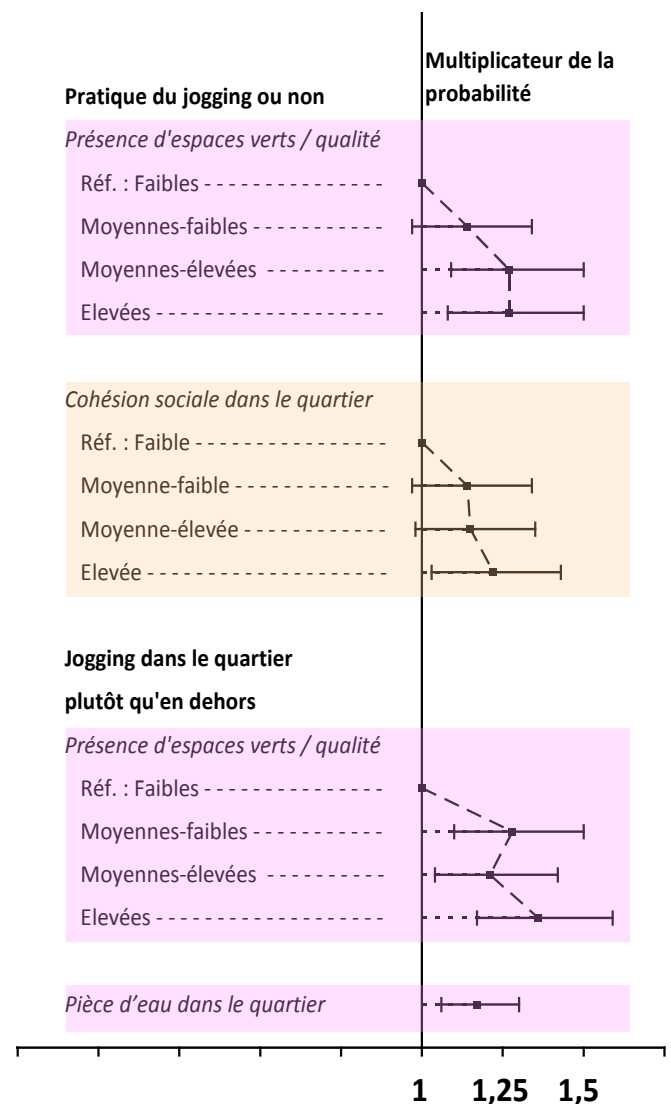 Multiplicateur de la
probabilité
Pratique du jogging ou non
Présence d'espaces verts / qualité
Réf. : Faibles
Moyennes-faibles
Moyennes-élevées
Elevées
Cohésion sociale dans le quartier
Réf. : Faible
Moyenne-faible
Moyenne-élevée
Elevée
Jogging dans le quartier
plutôt qu'en dehors
Présence d'espaces verts / qualité
Réf. : Faibles
Moyennes-faibles
Moyennes-élevées
Elevées
Pièce d’eau dans le quartier
1 1,25 1,5